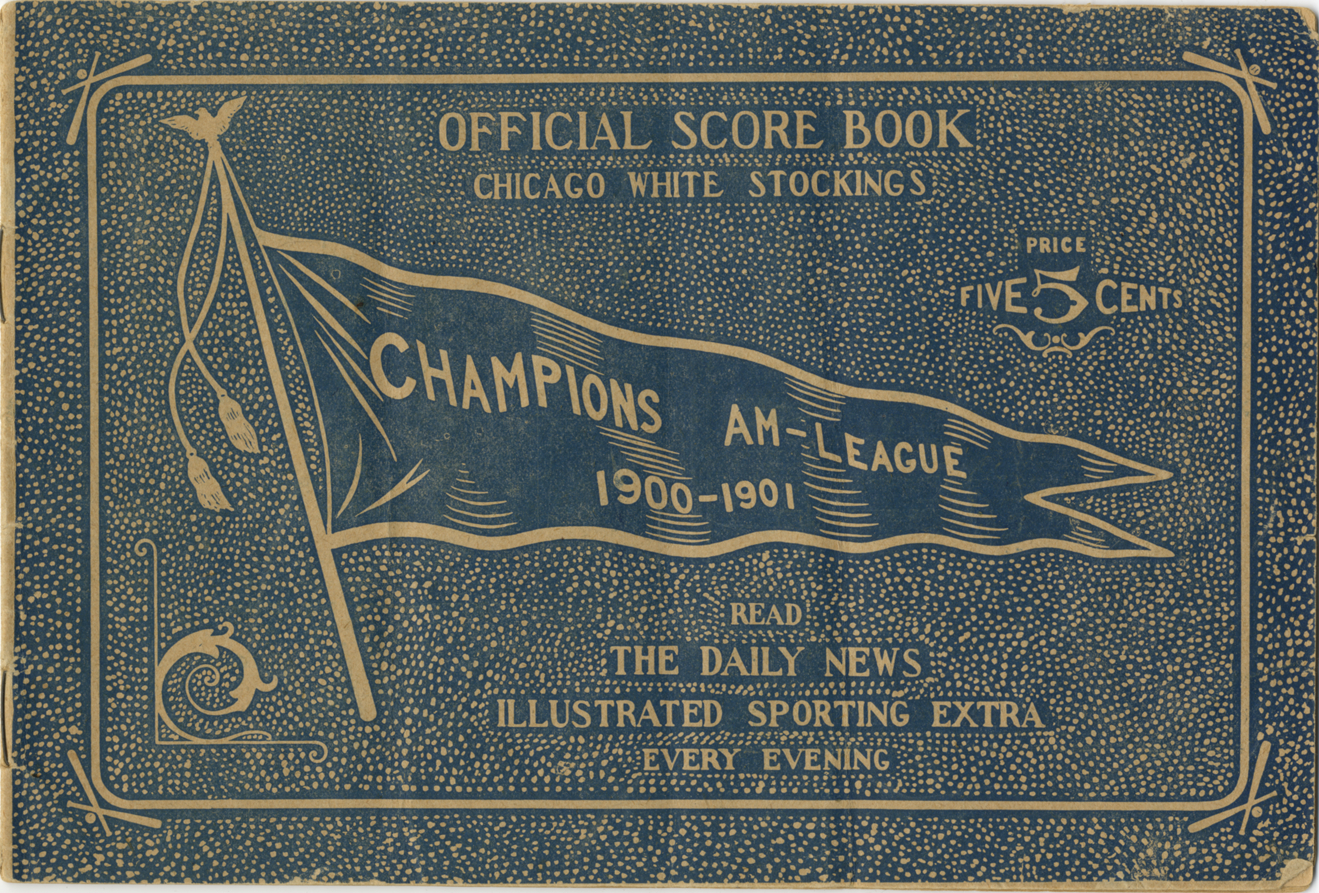 OFFICIAL SCORE BOOK
CHICAGO WHITE STOCKINGS
PRICE
FIVE 5 CENTS
CHAMPIONS AM-LEAGUE
1900-1901
READ
THE DAILY NEWS
ILLUSTRATED SPORTING EXTRA
EVERY EVENING